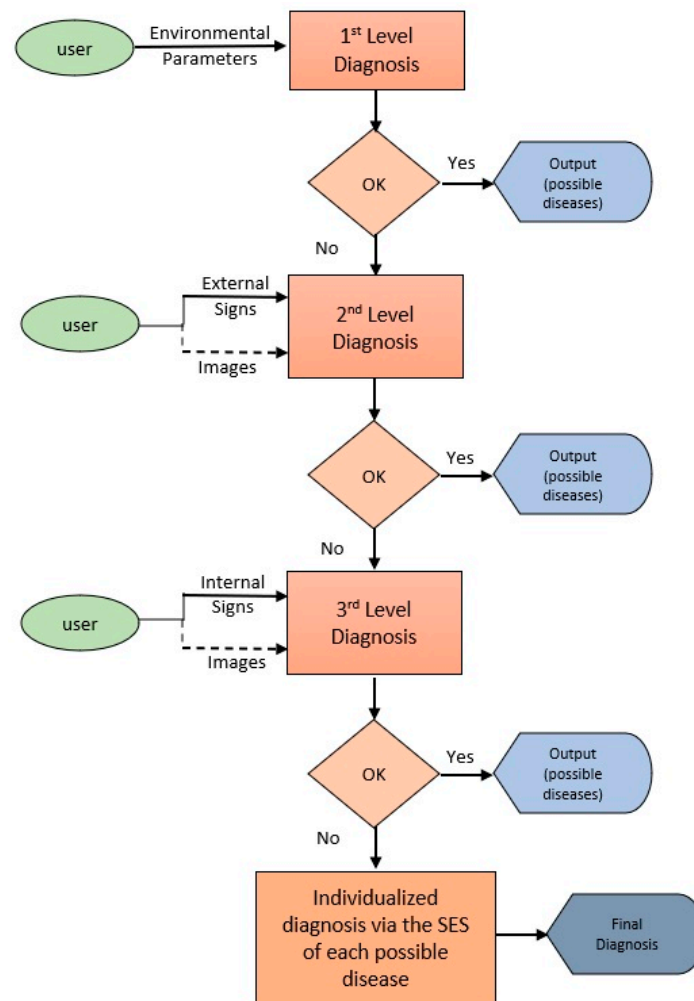 user
Environmental
Parameters
1st Level
Diagnosis
OK
Yes
Output
(possible
diseases)
No
user
External
Signs
Images
2nd Level
Diagnosis
OK
Yes
Output
(possible
diseases)
No
user
Internal
Signs
Images
3rd Level
Diagnosis
OK
Yes
Output
(possible
diseases)
No
Individualized
diagnosis via the SES
of each possible
disease
Final
Diagnosis